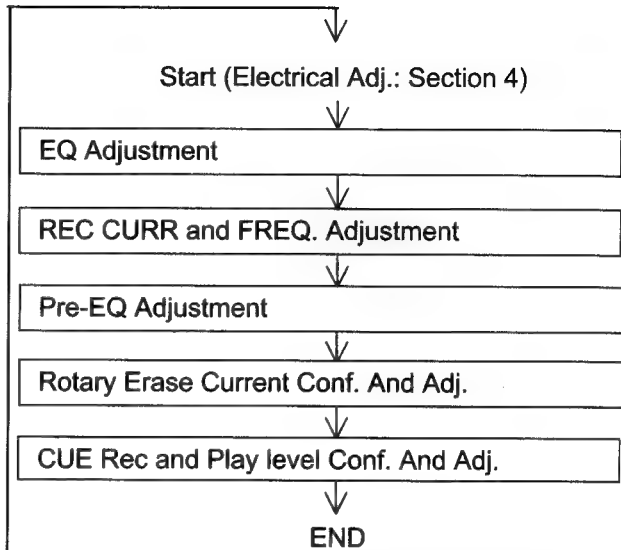 Start (Electrical Adj.: Section 4)
EQ Adjustment
REC CURR and FREQ. Adjustment
Pre-EQ Adjustment
Rotary Erase Current Conf. And Adj.
CUE Rec and Play level Conf. And Adj.
END